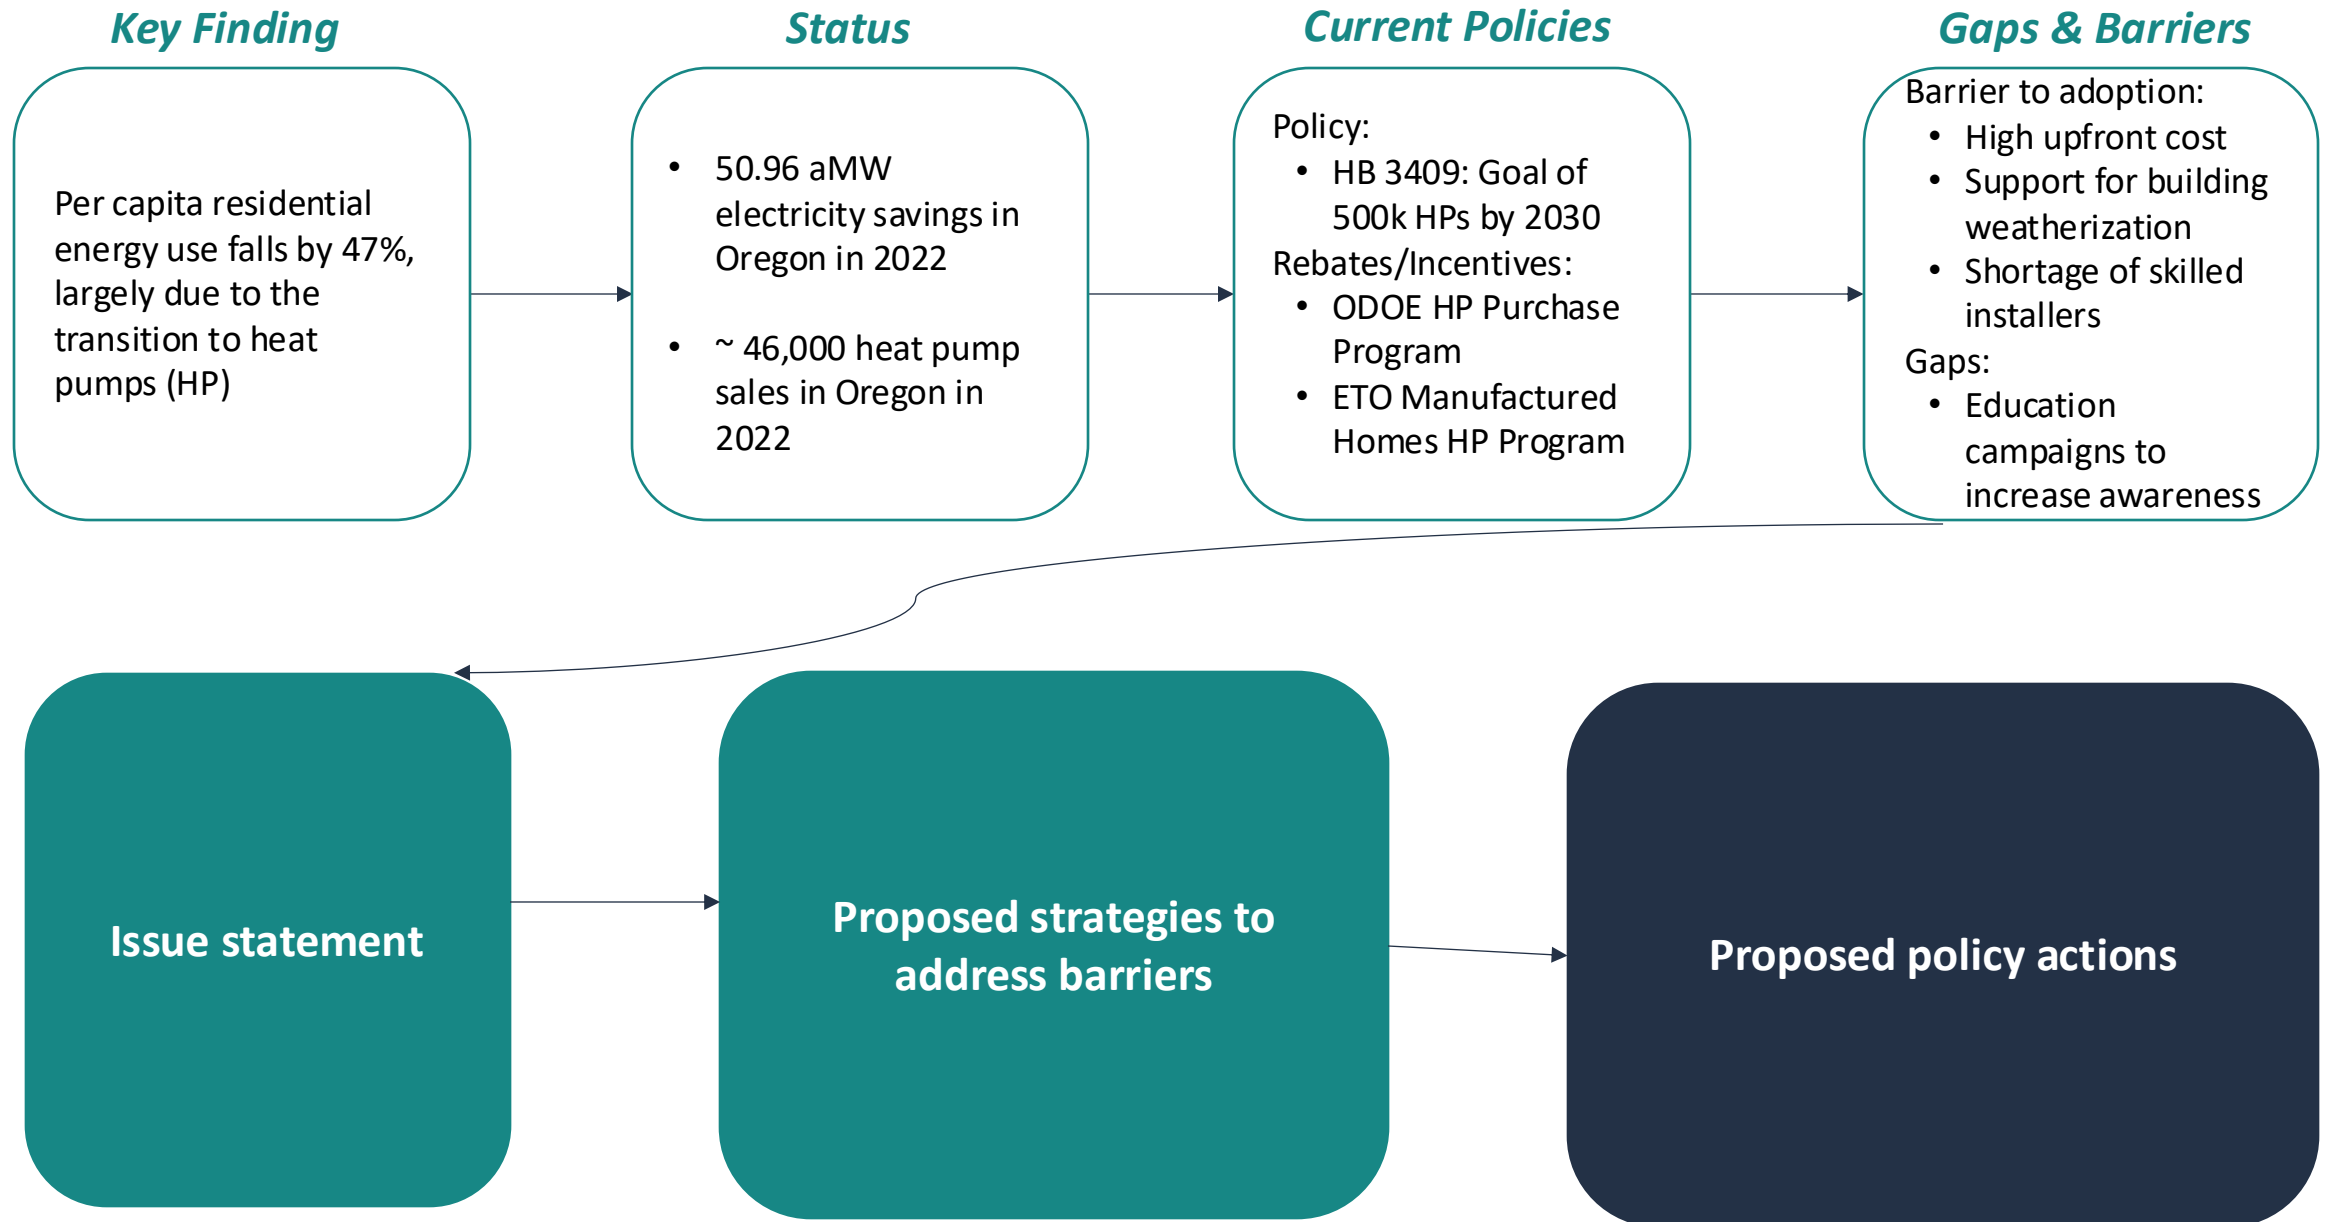 Key Finding
Status
Current Policies
Gaps & Barriers
Per capita residential
energy use falls by 47%,
largely due to the
transition to heat
pumps (HP)
• 50.96 aMW
electricity savings in
Oregon in 2022
• ~ 46,000 heat pump
sales in Oregon in
2022
Policy:
• HB 3409: Goal of
500k HPs by 2030
Rebates/Incentives:
• ODOE HP Purchase
Program
• ETO Manufactured
Homes HP Program
Barrier to adoption:
• High upfront cost
• Support for building
weatherization
• Shortage of skilled
installers
Gaps:
• Education
campaigns to
increase awareness
Issue statement
Proposed strategies to
address barriers
Proposed policy actions